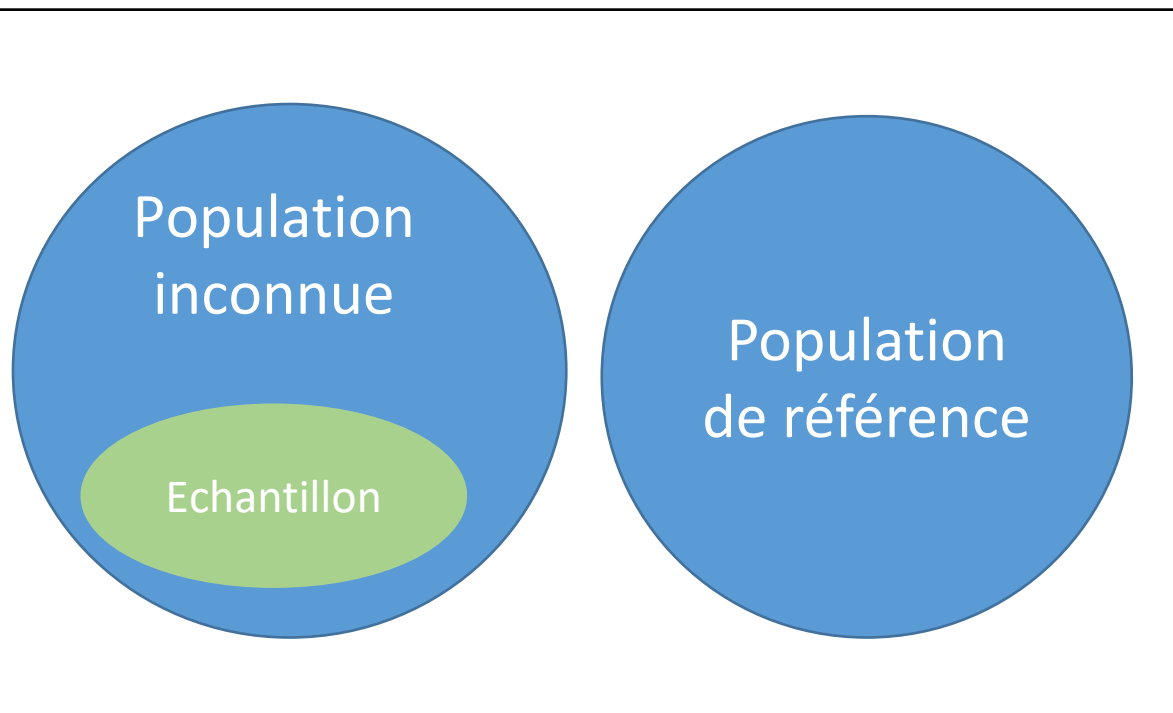 Population
inconnue
Echantillon
Population
de référence